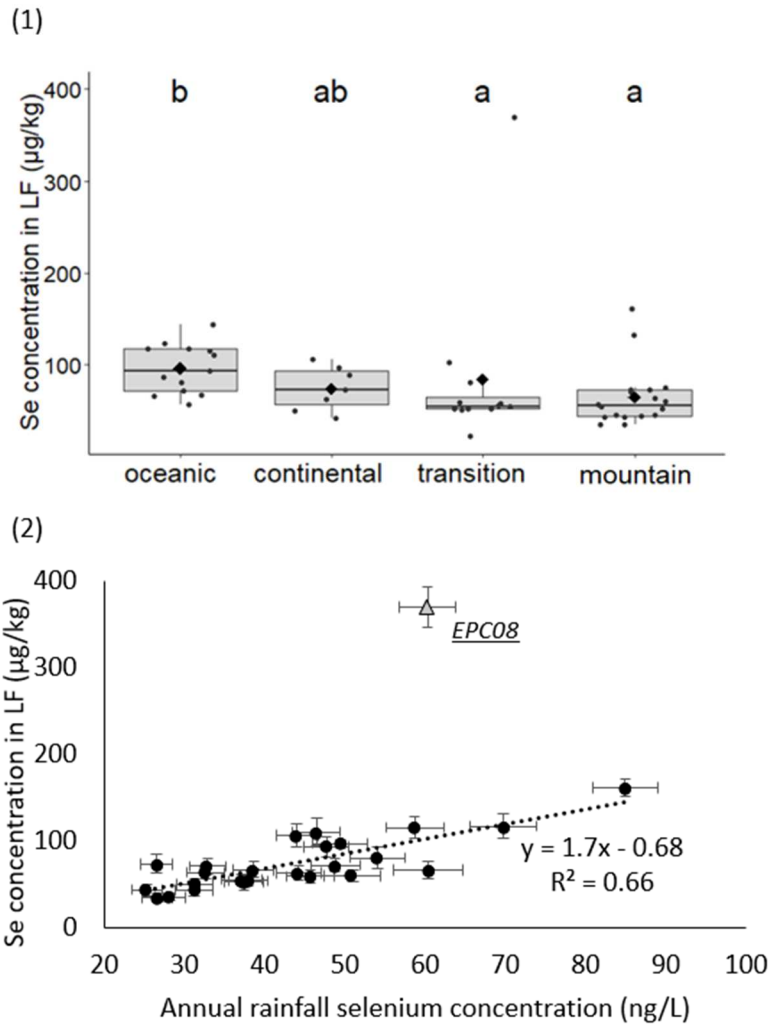 (1)
Se concentration in LF (µg/kg)
400
300
200
100
b ab a a
oceanic continental transition mountain
(2)
Se concentration in LF (µg/kg)
400
300
200
100
0
EPC08
y = 1.7x - 0.68
R² = 0.66
20 30 40 50 60 70 80 90 100
Annual rainfall selenium concentration (ng/L)